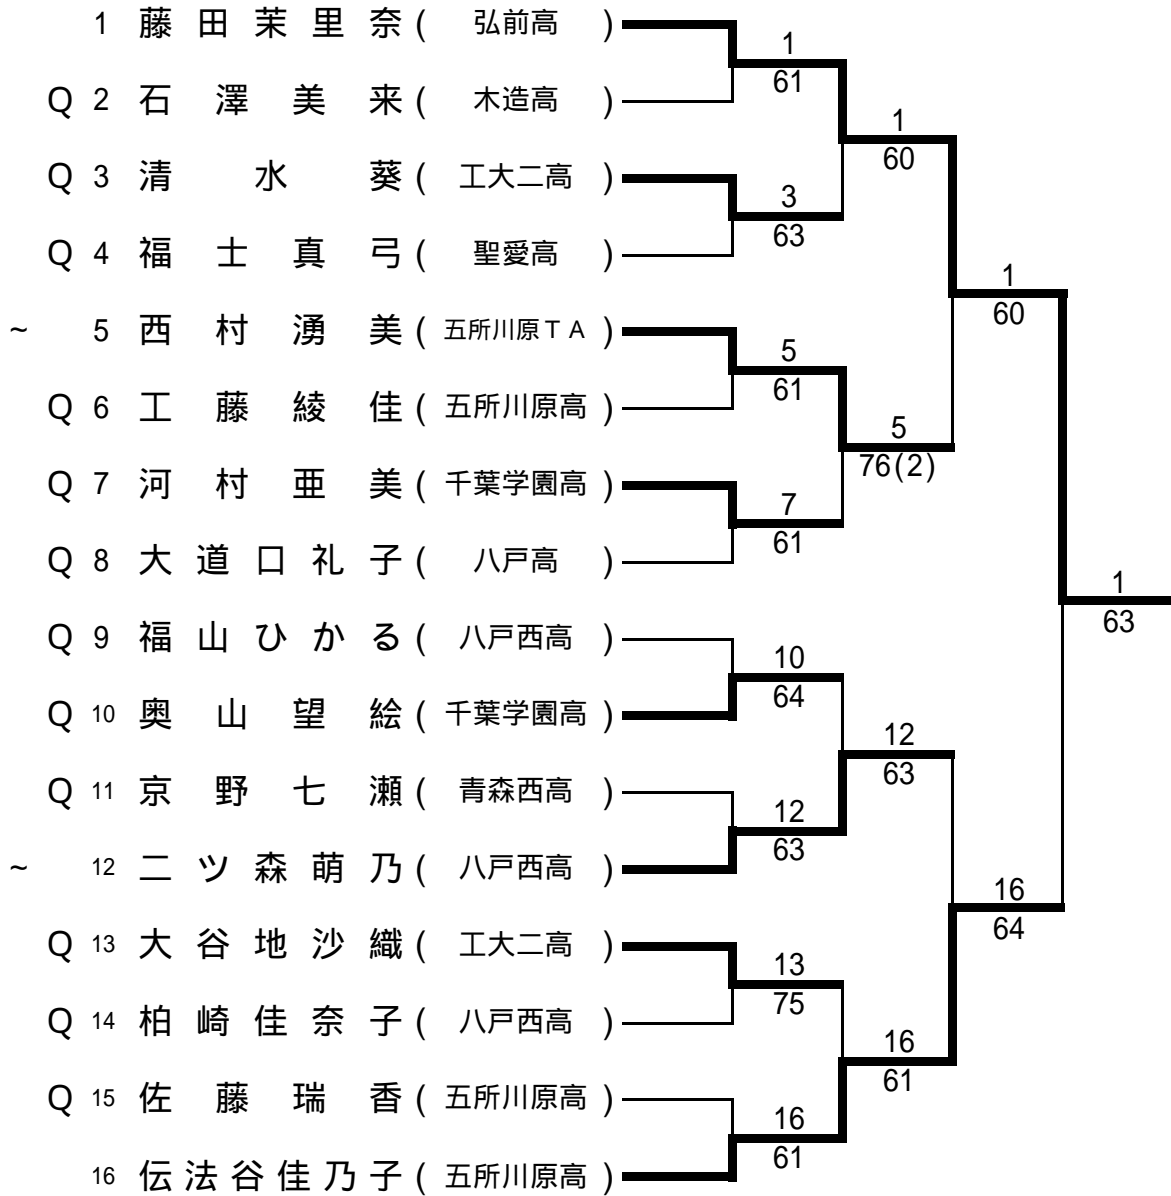 1 藤田茉里奈 ( 弘前高 )
1
61
Q 2 石澤美来 ( 木造高 )
1
60
Q 3 清水葵 ( 工大二高 )
3
63
Q 4 福士真弓 ( 聖愛高 )
1
60
~ 5 西村湧美 ( 五所川原TA )
5
61
Q 6 工藤綾佳 ( 五所川原高 )
5
76(2)
Q 7 河村亜美 ( 千葉学園高 )
7
61
Q 8 大道口礼子 ( 八戸高 )
1
63
Q 9 福山ひかる ( 八戸西高 )
10
64
Q 10 奥山望絵 ( 千葉学園高 )
12
63
Q 11 京野七瀬 ( 青森西高 )
12
63
~ 12 二ツ森萌乃 ( 八戸西高 )
16
64
Q 13 大谷地沙織 ( 工大二高 )
13
75
Q 14 柏崎佳奈子 ( 八戸西高 )
16
61
Q 15 佐藤瑞香 ( 五所川原高 )
16
61
16 伝法谷佳乃子 ( 五所川原高 )